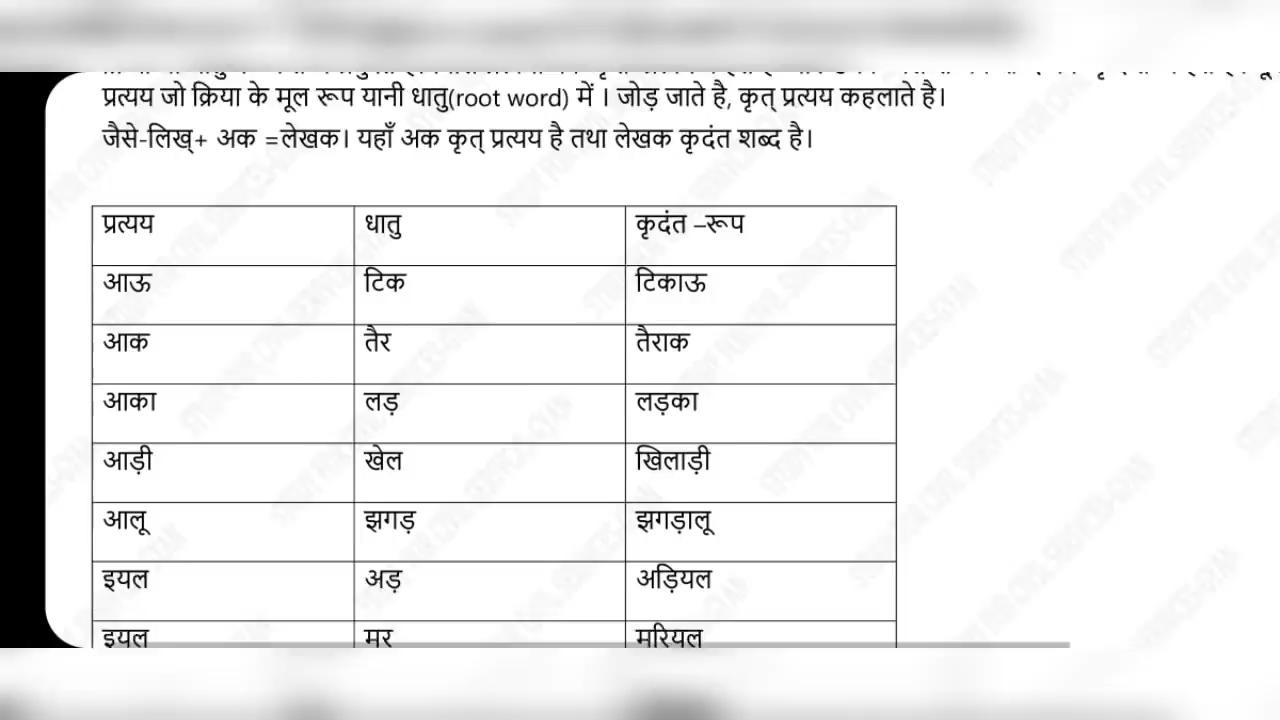 प्रत्यय जो क्रिया के मूल रूप यानी धातु(root word) में । जोड़ जाते है, कृत् प्रत्यय कहलाते है।
जैसे-लिख्+ अक =लेखक। यहाँ अक कृत् प्रत्यय है तथा लेखक कृदंत शब्द है।
प्रत्यय धातु कृदंत –रूप
आऊ टिक टिकाऊ
आक तैर तैराक
आका लड़ लड़का
आड़ी खेल खिलाड़ी
आलू झगड़ झगड़ालू
इयल अड़ अड़ियल
इयल मर मरियल